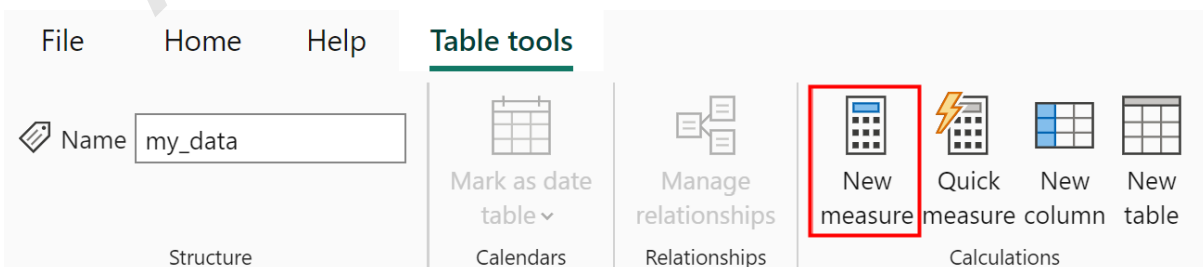 File Home Help Table tools
Name my_data
Mark as date table
Manage relationships
New measure
Quick measure
New column
New table
Structure Calendars Relationships Calculations